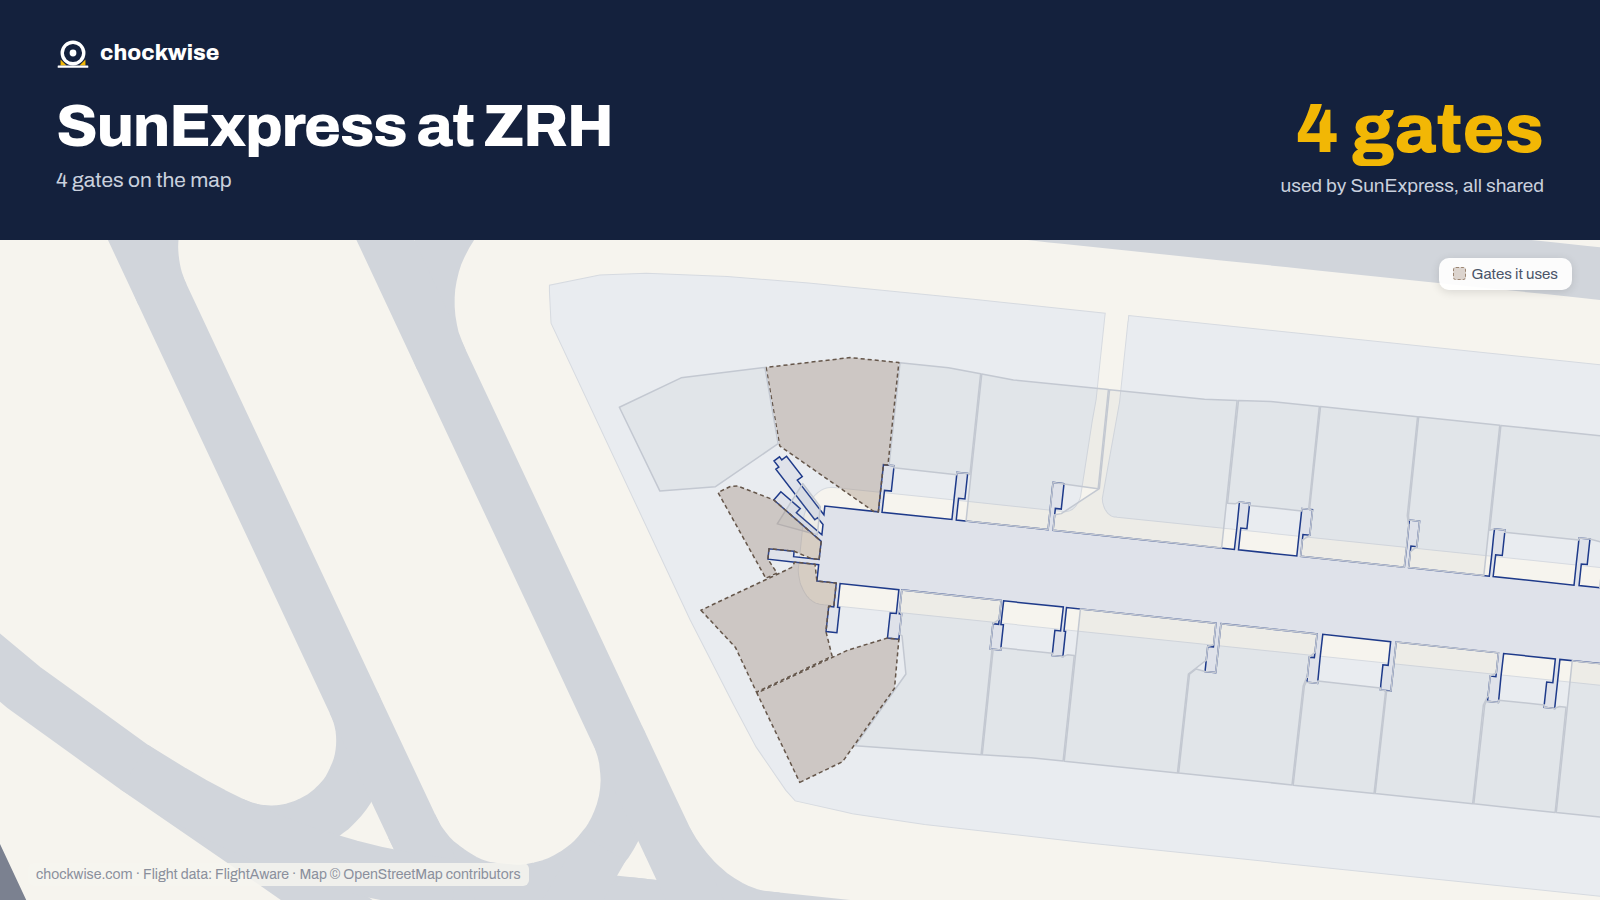 chockwise
SunExpress at ZRH
4 gates on the map
4 gates
used by SunExpress, all shared
Gates it uses
chockwise.com · Flight data: FlightAware · Map © OpenStreetMap contributors